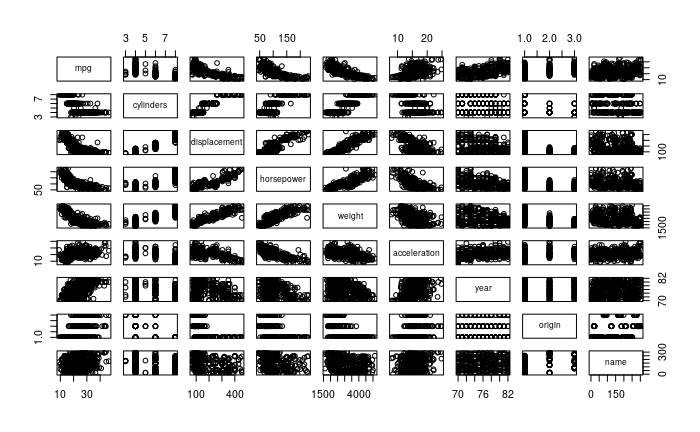 3 5 7 50 150 10 20 1.0 2.0 3.0
mpg 10
3 7 cylinders
displacement 100
50 horsepower
weight 1500
10 acceleration
year 70 82
1.0 origin
name 0 300
10 30 100 400 1500 4000 70 76 82 0 150